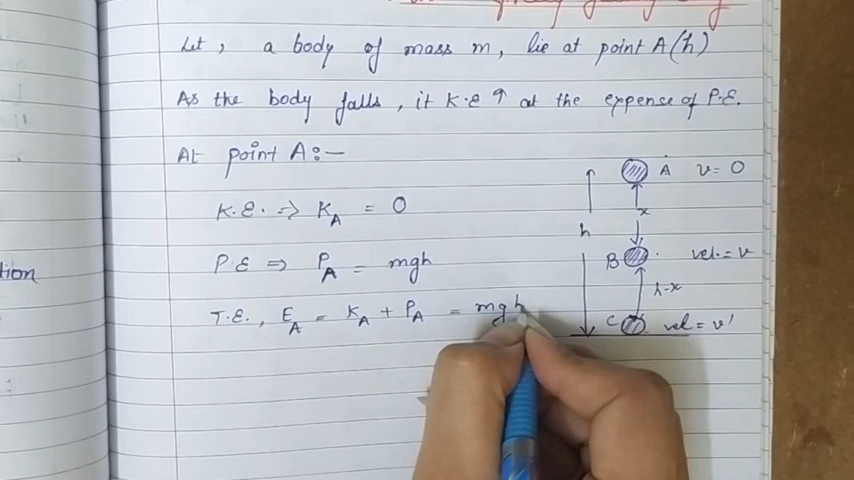 Let, a body of mass m, lie at point A(h)
As the body falls, it K.E ↑ at the expense of P.E.
At point A:-
K.E. => K_A = 0
P.E => P_A = mgh
T.E., E_A = K_A + P_A = mgh
A v = 0
x
h
B vel. = v
h-x
C vel = v'
tion